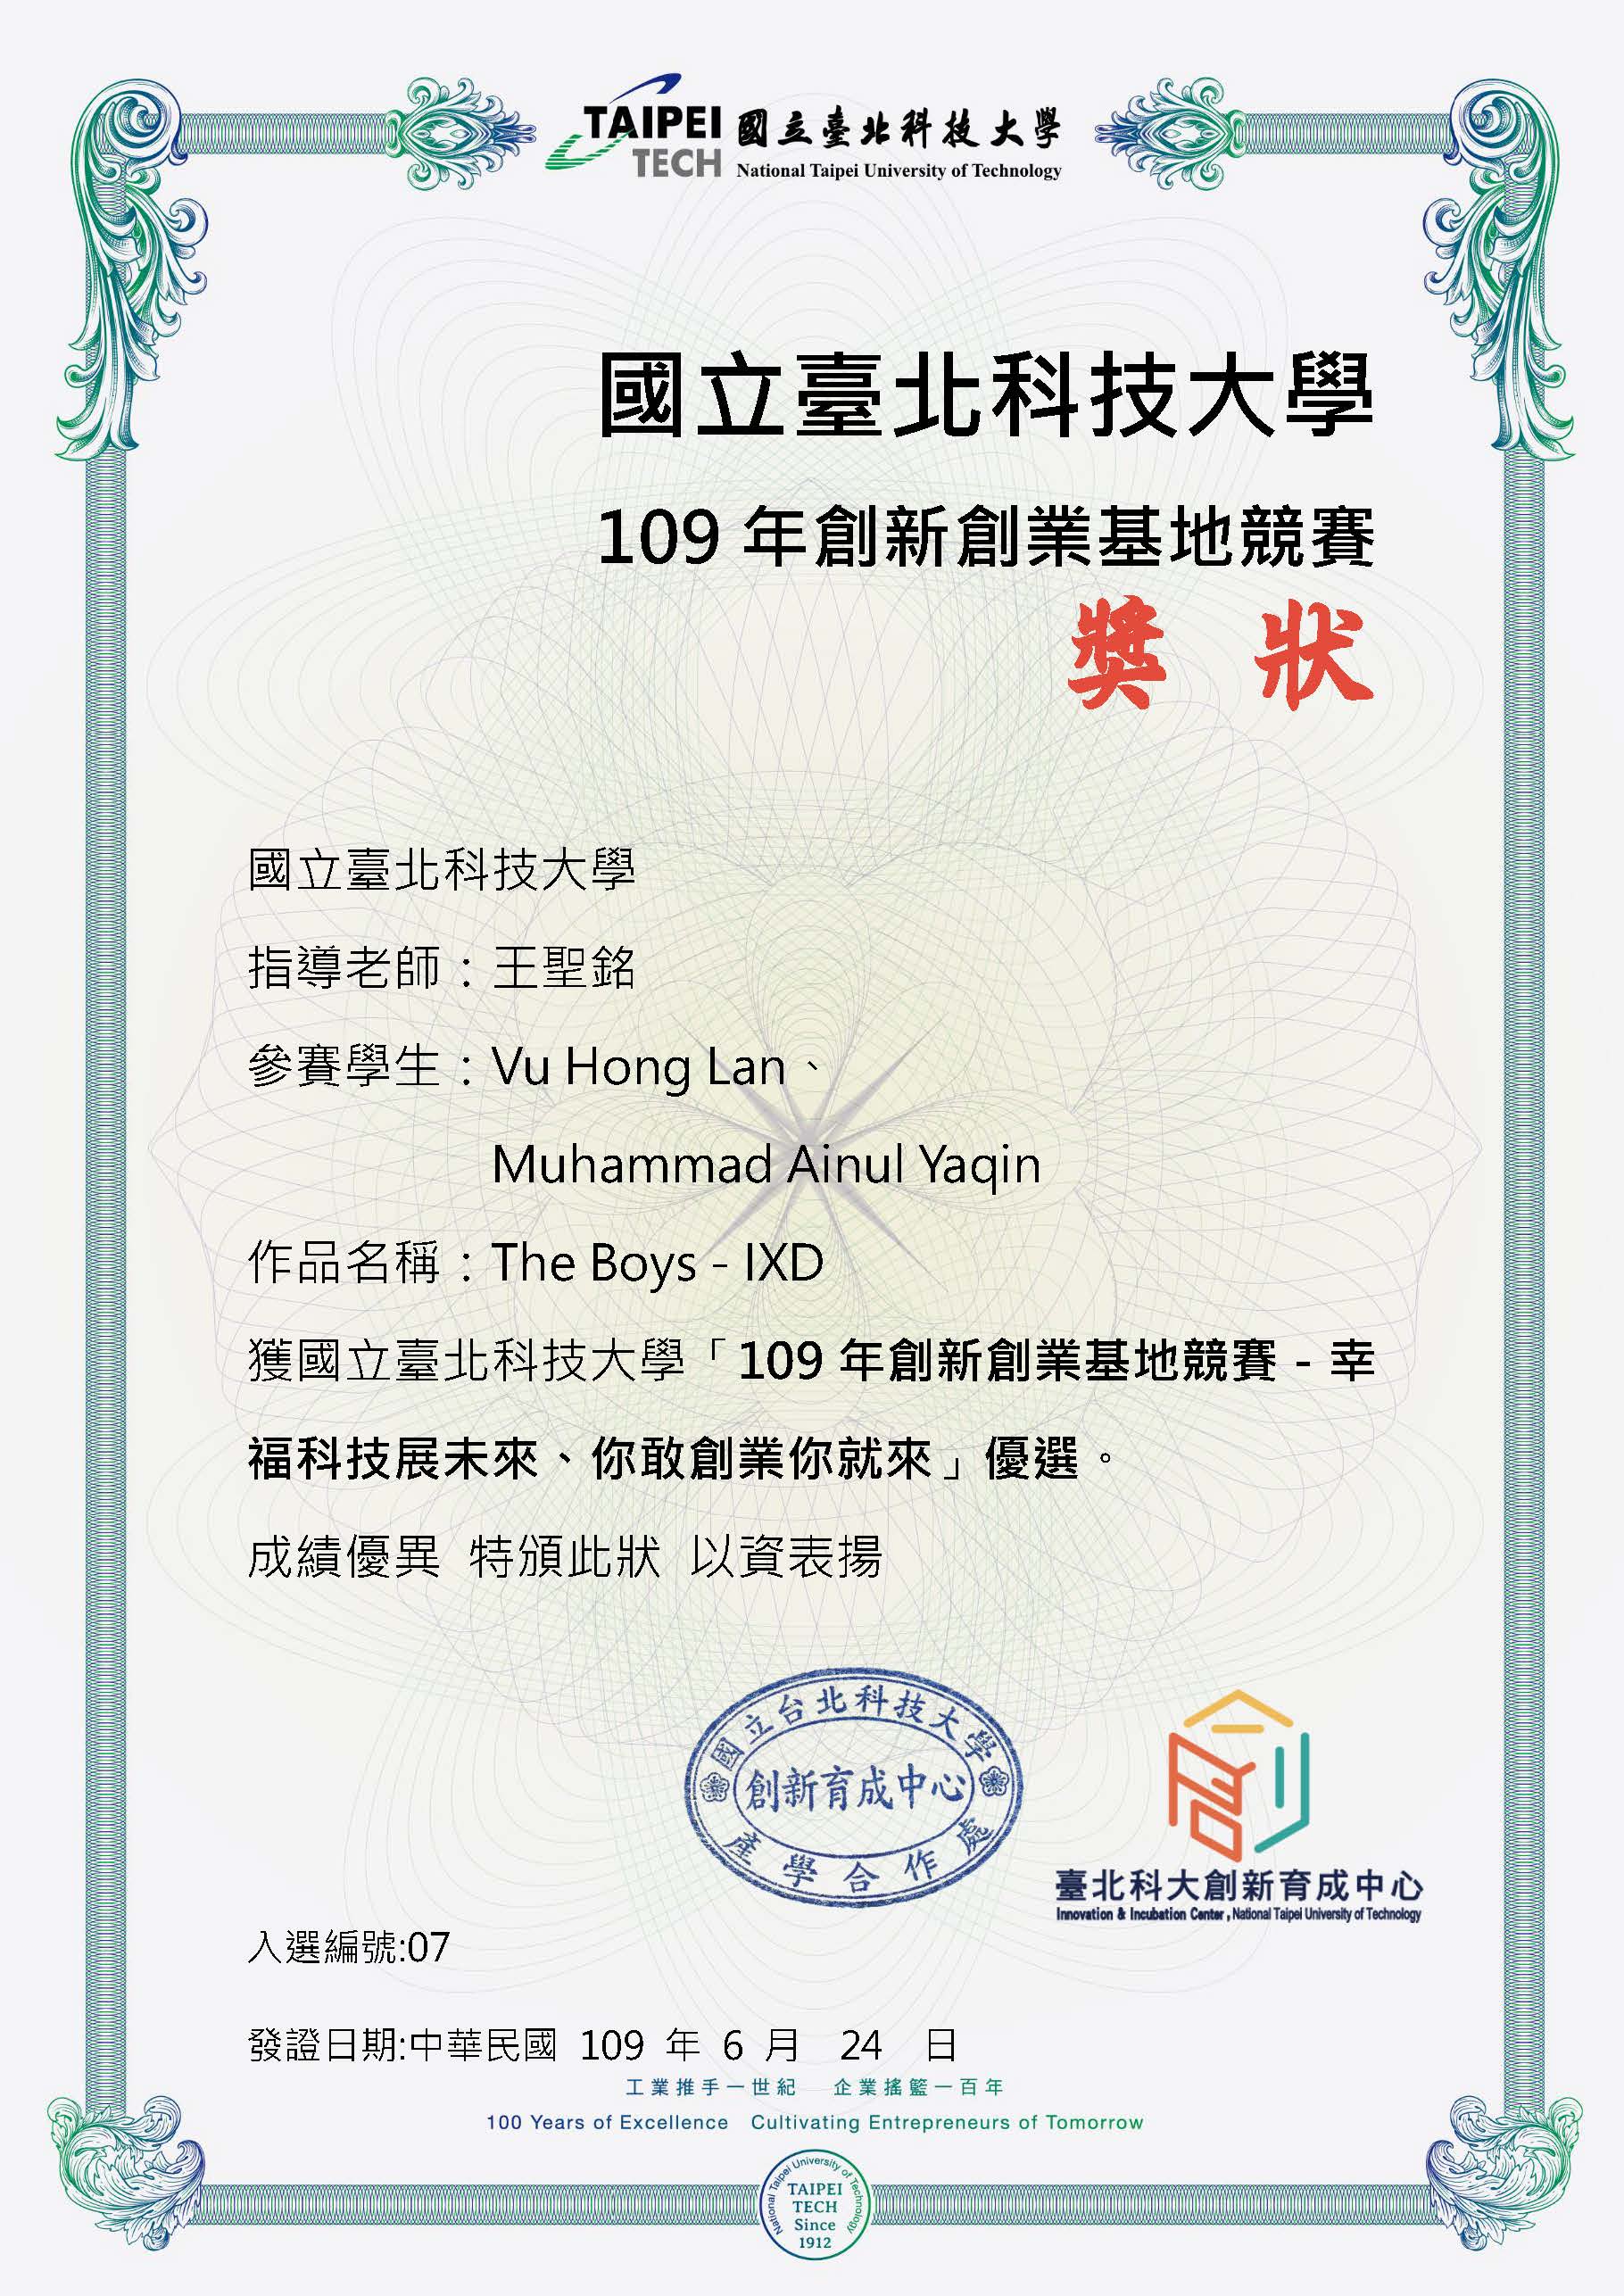 TAIPEI TECH 國立臺北科技大學
National Taipei University of Technology
國立臺北科技大學
109 年創新創業基地競賽
獎 狀
國立臺北科技大學
指導老師：王聖銘
參賽學生：Vu Hong Lan、
Muhammad Ainul Yaqin
作品名稱：The Boys - IXD
獲國立臺北科技大學「109 年創新創業基地競賽 - 幸
福科技展未來、你敢創業你就來」優選。
成績優異 特頒此狀 以資表揚
國立台北科技大學
創新育成中心
產學合作處
臺北科大創新育成中心
Innovation & Incubation Center , National Taipei University of Technology
入選編號:07
發證日期:中華民國 109 年 6 月 24 日
工業推手一世紀 企業搖籃一百年
100 Years of Excellence Cultivating Entrepreneurs of Tomorrow
National Taipei University of Technology
TAIPEI
TECH
Since
1912